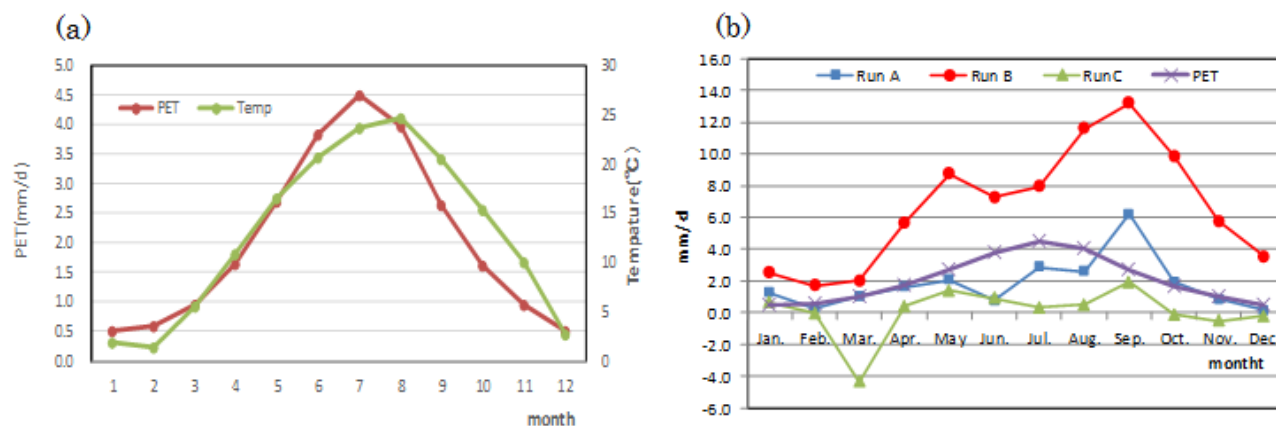 (a)
5.0
4.5
4.0
3.5
3.0
2.5
2.0
1.5
1.0
0.5
0.0
PET(mm/d)
PET Temp
30
25
20
15
10
5
0
Tempature(℃)
1 2 3 4 5 6 7 8 9 10 11 12
month
(b)
16.0
14.0
12.0
10.0
8.0
6.0
4.0
2.0
0.0
-2.0
-4.0
-6.0
mm/d
Run A Run B RunC PET
Jan. Feb. Mar. Apr. May Jun. Jul. Aug. Sep. Oct. Nov. Dec
montht